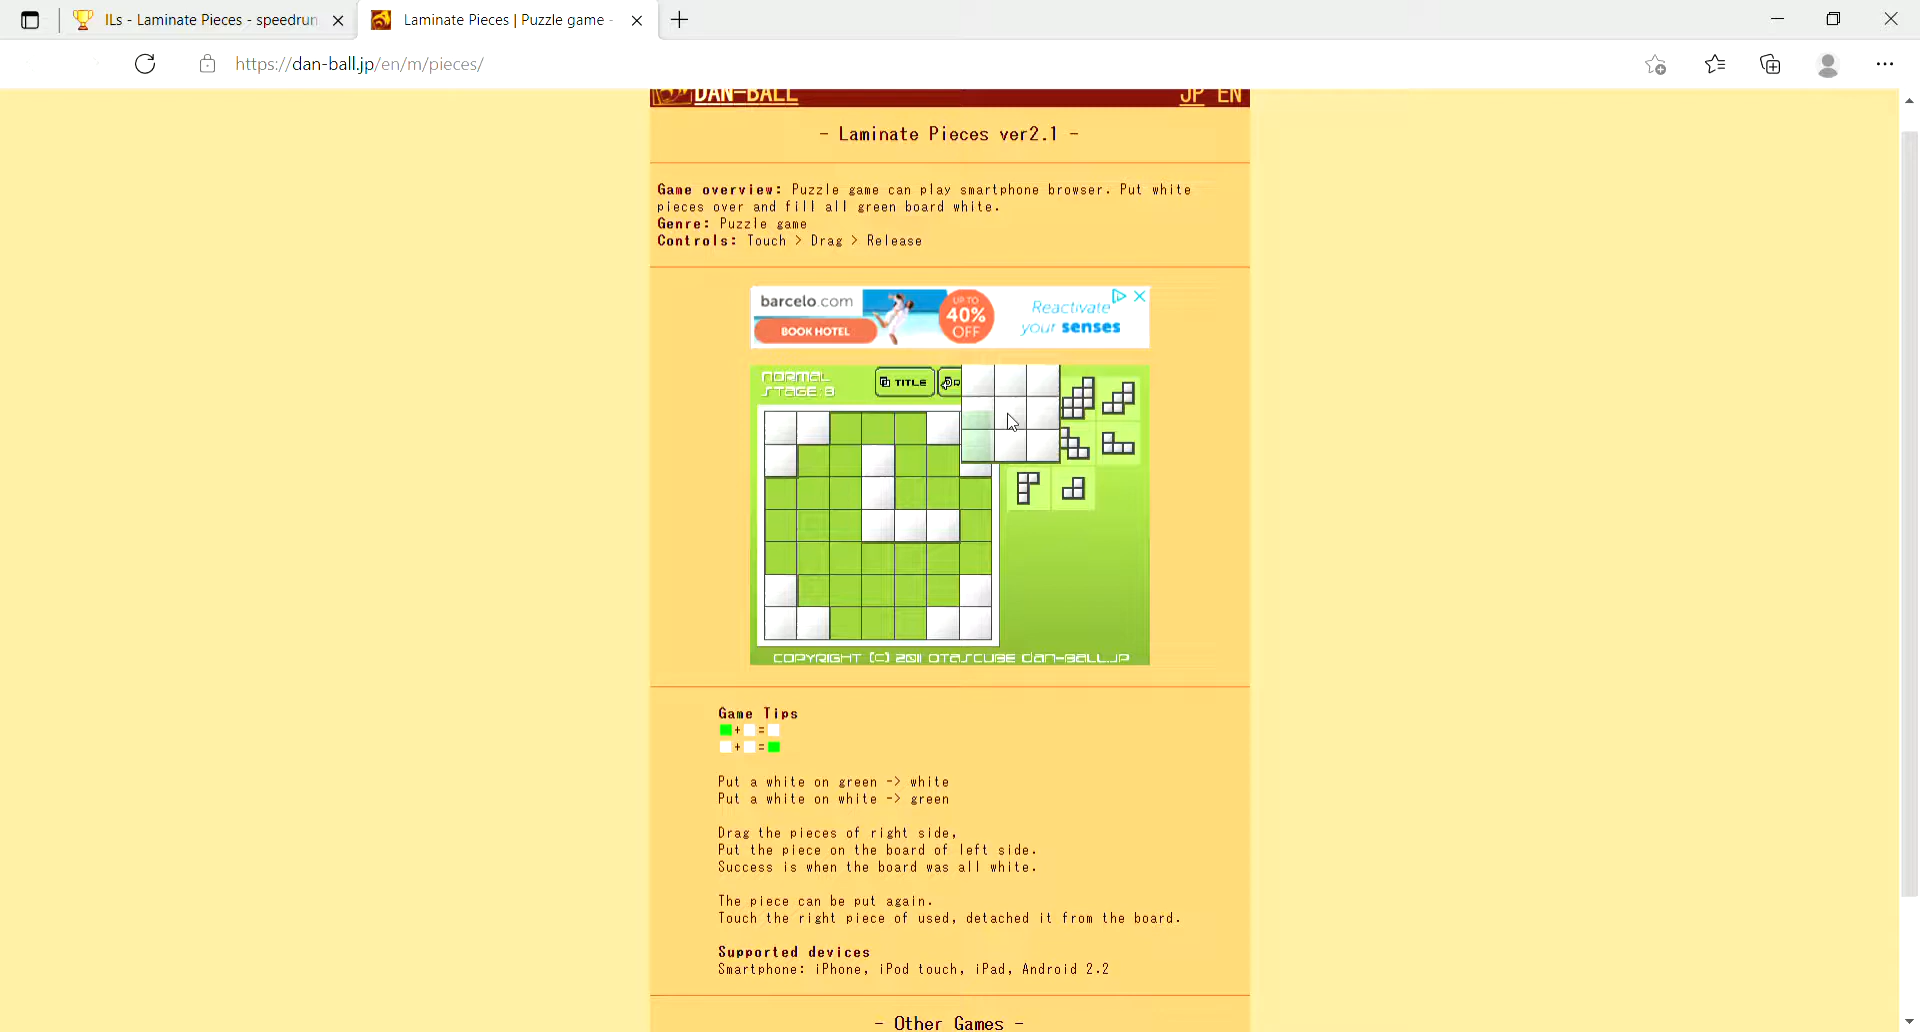 ILs - Laminate Pieces - speedrun
Laminate Pieces | Puzzle game -
https://dan-ball.jp/en/m/pieces/
DAN-BALL
JP EN
- Laminate Pieces ver2.1 -
Game overview: Puzzle game can play smartphone browser. Put white
pieces over and fill all green board white.
Genre: Puzzle game
Controls: Touch > Drag > Release
barcelo.com
BOOK HOTEL
UP TO
40%
OFF
Reactivate
your senses
NORMAL
STAGE:8
TITLE
COPYRIGHT (C) 2011 OTASCUBE DAN-BALL.JP
Game Tips
+ =
+ =
Put a white on green -> white
Put a white on white -> green
Drag the pieces of right side,
Put the piece on the board of left side.
Success is when the board was all white.
The piece can be put again.
Touch the right piece of used, detached it from the board.
Supported devices
Smartphone: iPhone, iPod touch, iPad, Android 2.2
- Other Games -